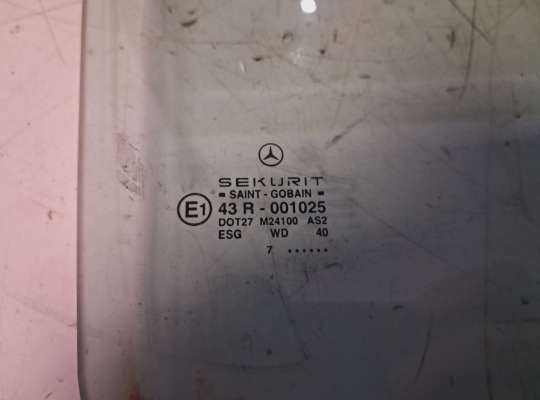 SEKURIT
SAINT - GOBAIN
E1 43 R - 001025
DOT27 M24100 AS2
ESG WD 40
7 ......